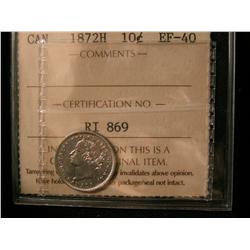 CAN 1872H 10¢ EF-40
COMMENTS
CERTIFICATION NO.
RI 869
ON THIS IS A
NAL ITEM.
invalidates above opinion.
package/seal not intact.